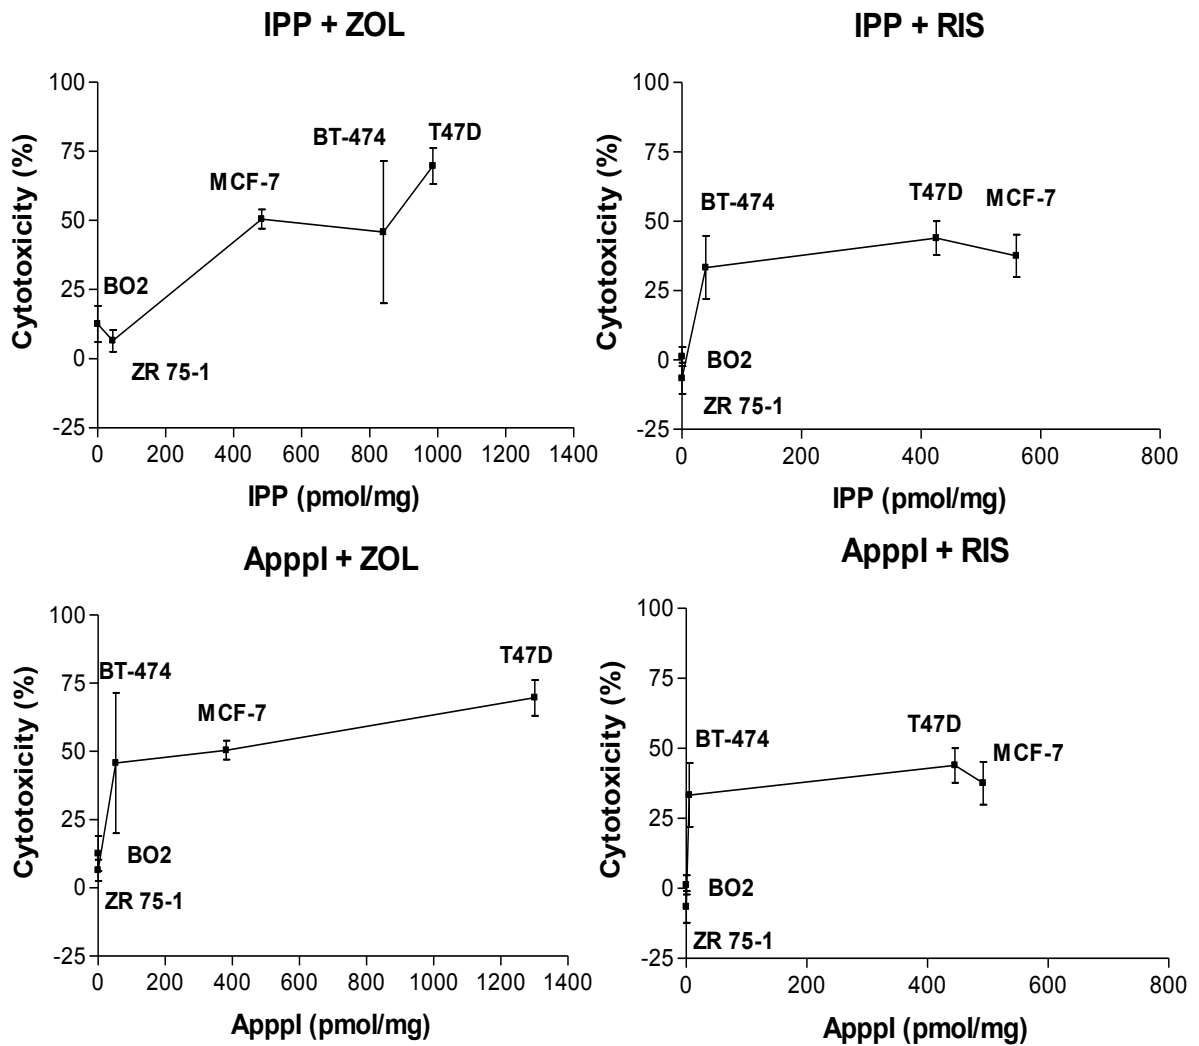 IPP + ZOL
100
75
50
25
0
-25
Cytotoxicity (%)
BO2
ZR 75-1
MCF-7
BT-474
T47D
0 200 400 600 800 1000 1200 1400
IPP (pmol/mg)
IPP + RIS
100
75
50
25
0
-25
Cytotoxicity (%)
BT-474
T47D
MCF-7
BO2
ZR 75-1
0 200 400 600 800
IPP (pmol/mg)
ApppI + ZOL
100
75
50
25
0
-25
Cytotoxicity (%)
BT-474
MCF-7
T47D
BO2
ZR 75-1
0 200 400 600 800 1000 1200 1400
ApppI (pmol/mg)
ApppI + RIS
100
75
50
25
0
-25
Cytotoxicity (%)
BT-474
T47D
MCF-7
BO2
ZR 75-1
0 200 400 600 800
ApppI (pmol/mg)